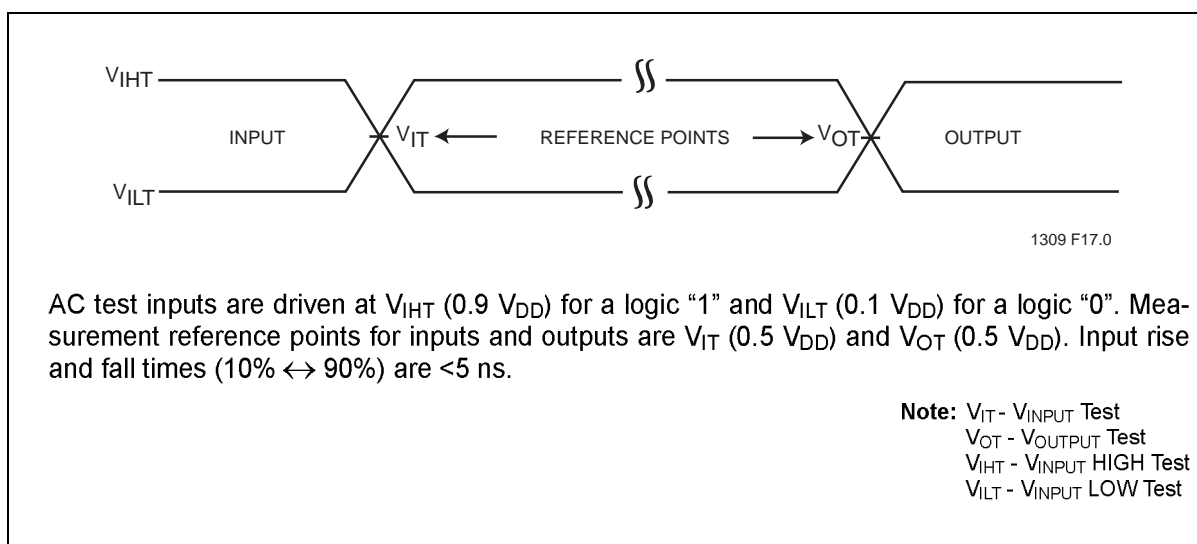 VIHT
INPUT VIT REFERENCE POINTS VOT OUTPUT
VILT
1309 F17.0
AC test inputs are driven at VIHT (0.9 VDD) for a logic “1” and VILT (0.1 VDD) for a logic “0”. Mea-
surement reference points for inputs and outputs are VIT (0.5 VDD) and VOT (0.5 VDD). Input rise
and fall times (10% ↔ 90%) are <5 ns.
Note: VIT - VINPUT Test
VOT - VOUTPUT Test
VIHT - VINPUT HIGH Test
VILT - VINPUT LOW Test